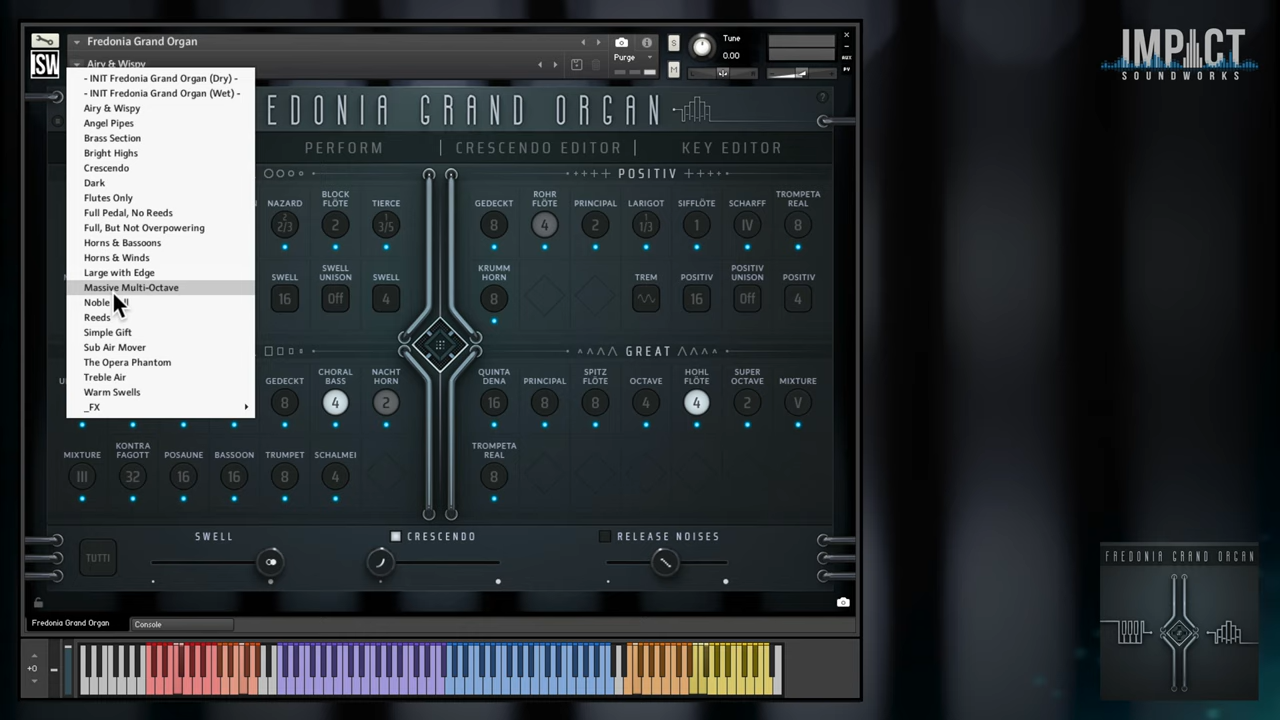 Fredonia Grand Organ
Purge
S
M
Tune
0.00
AUX
PV
ISW
Airy & Wispy
- INIT Fredonia Grand Organ (Dry) -
- INIT Fredonia Grand Organ (Wet) -
Airy & Wispy
Angel Pipes
Brass Section
Bright Highs
Crescendo
Dark
Flutes Only
Full Pedal, No Reeds
Full, But Not Overpowering
Horns & Bassoons
Horns & Winds
Large with Edge
Massive Multi-Octave
Noble
Reeds
Simple Gift
Sub Air Mover
The Opera Phantom
Treble Air
Warm Swells
_FX
EDONIA GRAND ORGAN
PERFORM
CRESCENDO EDITOR
KEY EDITOR
NAZARD
2/3
BLOCK FLÖTE
2
TIERCE
1 3/5
SWELL
16
SWELL UNISON
Off
SWELL
4
POSITIV
GEDECKT
8
ROHR FLÖTE
4
PRINCIPAL
2
LARIGOT
1 1/3
SIFFLÖTE
1
SCHARFF
IV
TROMPETA REAL
8
KRUMM HORN
8
TREM
POSITIV
16
POSITIV UNISON
Off
POSITIV
4
GEDECKT
8
CHORAL BASS
4
NACHT HORN
2
MIXTURE
III
KONTRA FAGOTT
32
POSAUNE
16
BASSOON
16
TRUMPET
8
SCHALMEI
4
GREAT
QUINTA DENA
16
PRINCIPAL
8
SPITZ FLÖTE
8
OCTAVE
4
HOHL FLÖTE
4
SUPER OCTAVE
2
MIXTURE
V
TROMPETA REAL
8
TUTTI
SWELL
CRESCENDO
RELEASE NOISES
Fredonia Grand Organ
Console
+0
IMPACT
SOUNDWORKS
FREDONIA GRAND ORGAN